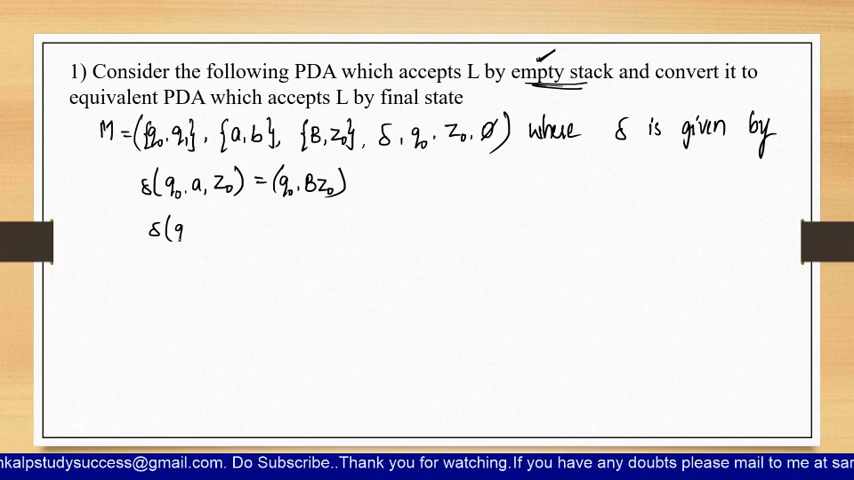 1) Consider the following PDA which accepts L by empty stack and convert it to
equivalent PDA which accepts L by final state
M = ({q₀, q₁}, {a, b}, {B, Z₀}, δ, q₀, Z₀, ∅) where δ is given by
δ(q₀, a, Z₀) = (q₀, BZ₀)
δ(q
nkalpstudysuccess@gmail.com. Do Subscribe..Thank you for watching.If you have any doubts please mail to me at sar